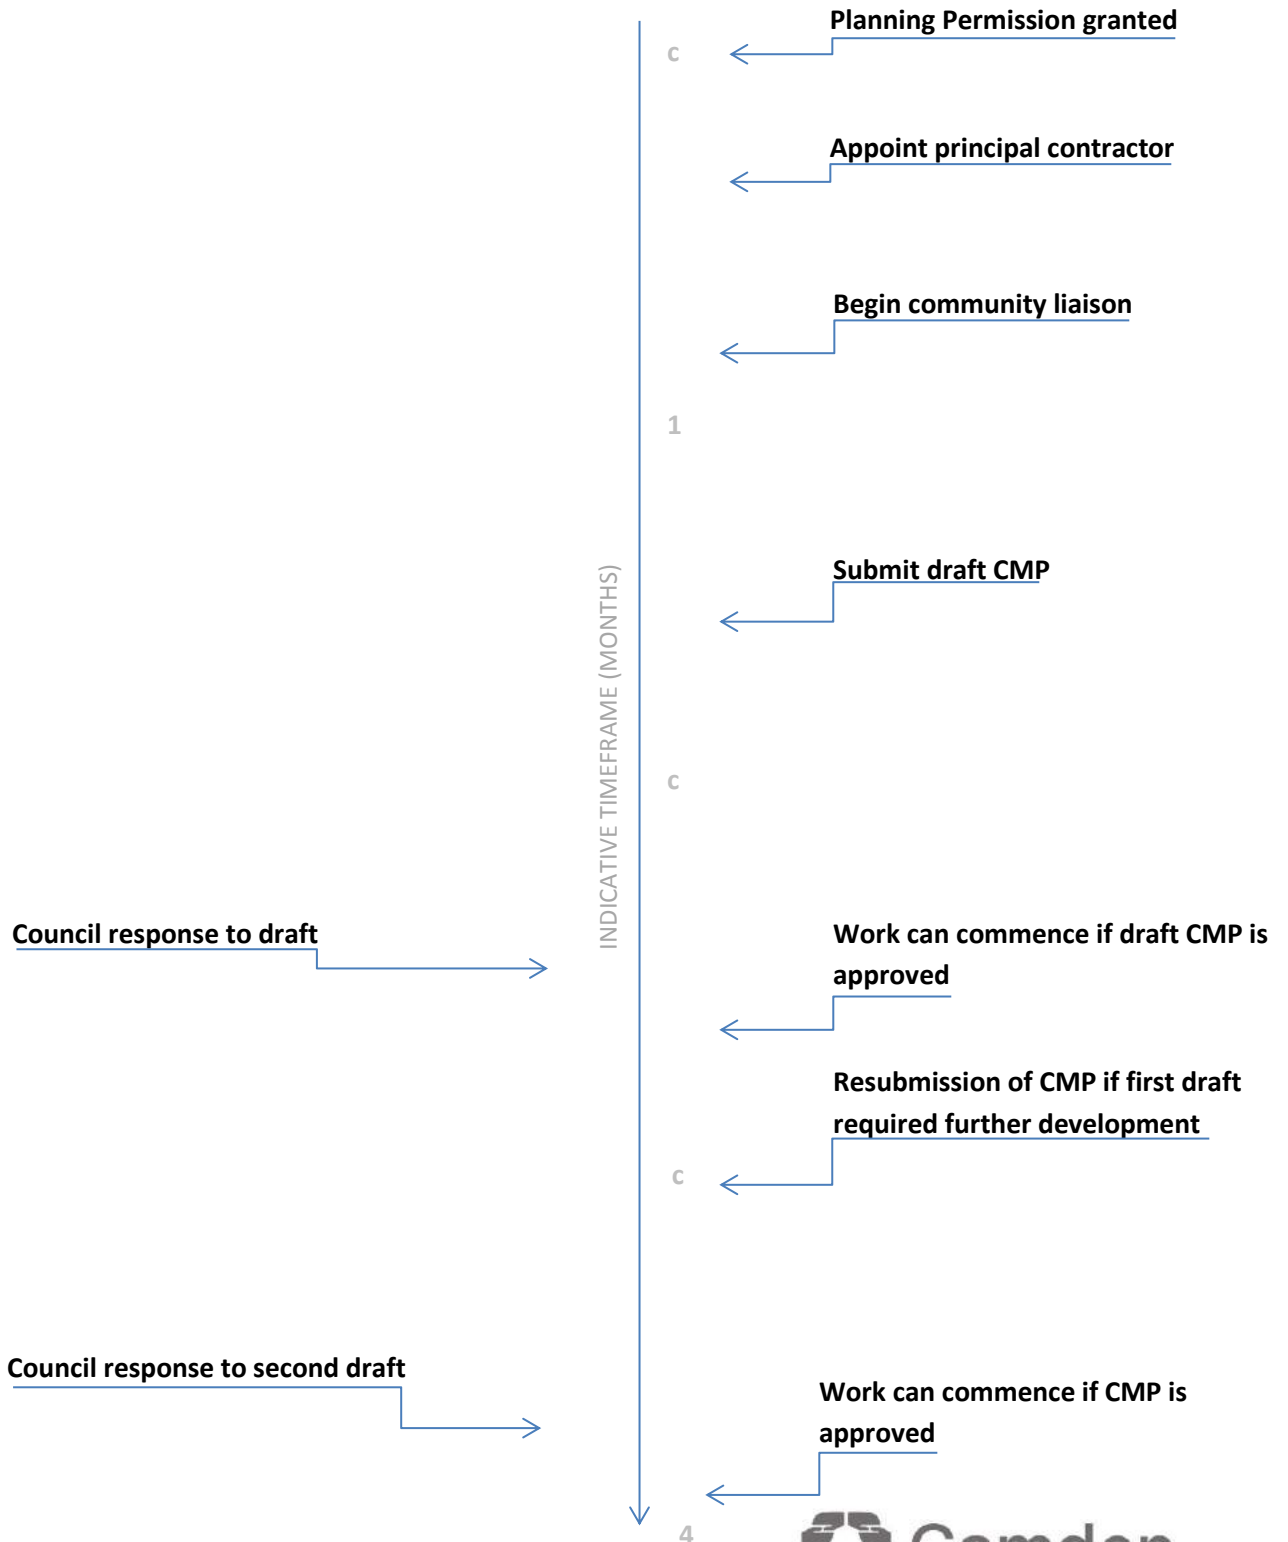 Planning Permission granted
c
Appoint principal contractor
Begin community liaison
1
Submit draft CMP
INDICATIVE TIMEFRAME (MONTHS)
c
Council response to draft
Work can commence if draft CMP is
approved
Resubmission of CMP if first draft
required further development
c
Council response to second draft
Work can commence if CMP is
approved
4
Camden